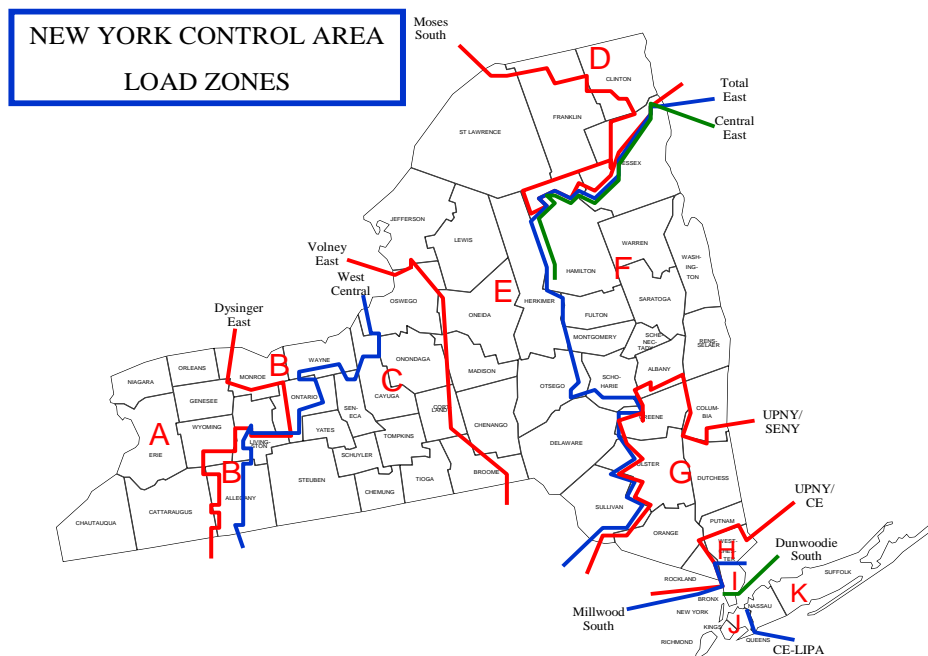 NEW YORK CONTROL AREA
LOAD ZONES
Moses
South
D
CLINTON
Total
East
FRANKLIN
Central
East
ST LAWRENCE
ESSEX
JEFFERSON
LEWIS
WARREN
WASH-
ING-
TON
Volney
East
HAMILTON
F
West
Central
E
OSWEGO
HERKIMER
SARATOGA
ONEIDA
FULTON
Dysinger
East
MONTGOMERY
SCHE-
NEC-
TADY
RENS-
SELAER
WAYNE
ONONDAGA
ORLEANS
B
MONROE
MADISON
ALBANY
NIAGARA
C
OTSEGO
SCHO-
HARIE
GENESEE
ONTARIO
CAYUGA
SEN-
ECA
CORT
LAND
COLUM-
BIA
GREENE
UPNY/
SENY
WYOMING
CHENANGO
A
YATES
TOMPKINS
LIVING-
STON
DELAWARE
ERIE
SCHUYLER
ULSTER
G
B
STEUBEN
TIOGA
BROOME
DUTCHESS
CHEMUNG
ALLEGANY
UPNY/
CE
SULLIVAN
CATTARAUGUS
CHAUTAUQUA
PUTNAM
ORANGE
WEST-
CHES-
TER
H
Dunwoodie
South
SUFFOLK
ROCKLAND
I
K
BRONX
NASSAU
Millwood
South
NEW YORK
KINGS
J
QUEENS
RICHMOND
CE-LIPA